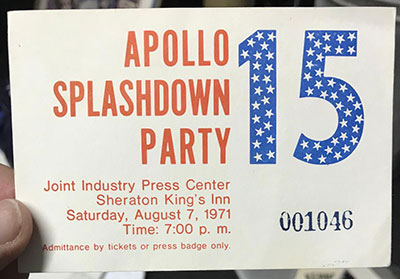 APOLLO
SPLASHDOWN
PARTY
15
Joint Industry Press Center
Sheraton King's Inn
Saturday, August 7, 1971
Time: 7:00 p. m.
Admittance by tickets or press badge only.
001046